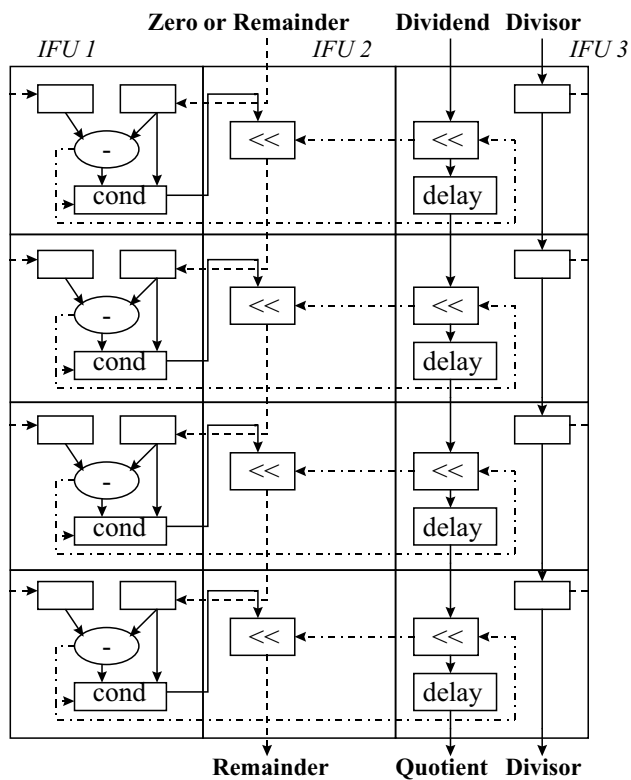 Zero or Remainder Dividend Divisor
IFU 1 IFU 2 IFU 3
<< <<
-
cond delay
<< <<
-
cond delay
<< <<
-
cond delay
<< <<
-
cond delay
Remainder Quotient Divisor